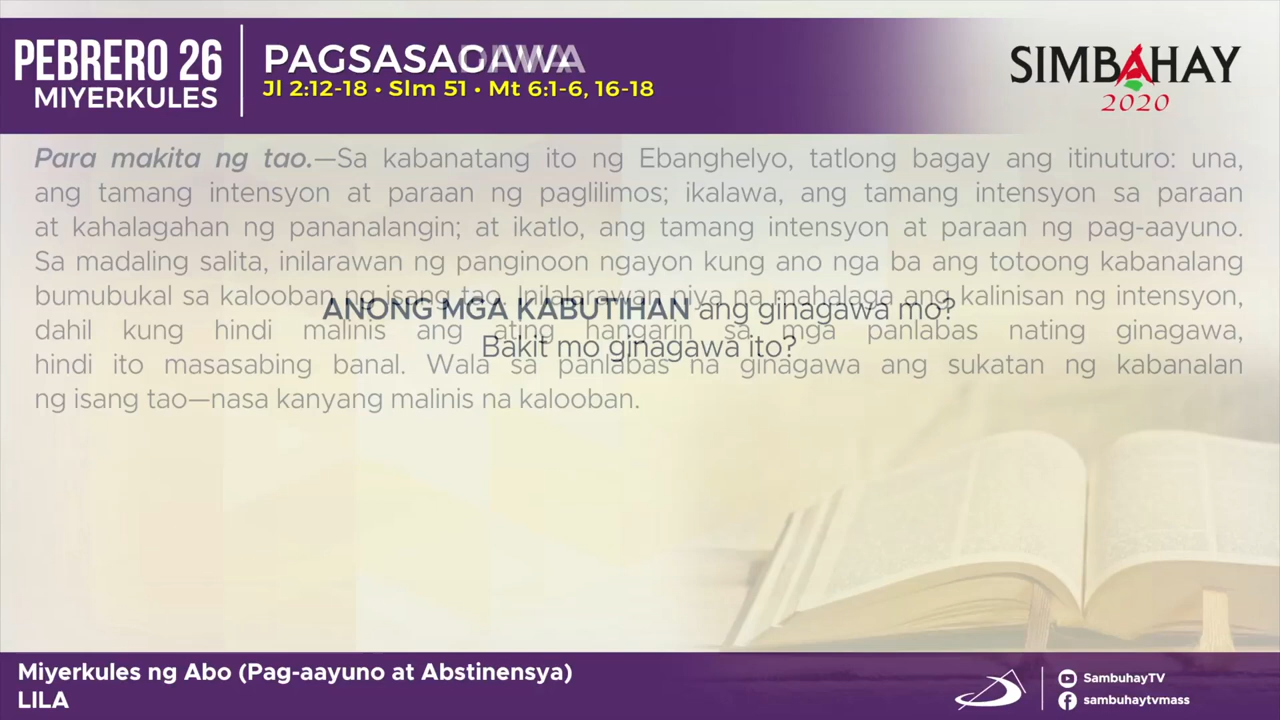 PEBRERO 26
MIYERKULES
PAGSASAGAWA
Jl 2:12-18 • Slm 51 • Mt 6:1-6, 16-18
SIMBAHAY
2020
Para makita ng tao.—Sa kabanatang ito ng Ebanghelyo, tatlong bagay ang itinuturo: una,
ang tamang intensyon at paraan ng paglilimos; ikalawa, ang tamang intensyon sa paraan
at kahalagahan ng pananalangin; at ikatlo, ang tamang intensyon at paraan ng pag-aayuno.
Sa madaling salita, inilarawan ng panginoon ngayon kung ano nga ba ang totoong kabanalang
bumubukal sa kalooban ng isang tao. Inilalarawan niya na mahalaga ang kalinisan ng intensyon,
dahil kung hindi malinis ang ating hangarin sa mga panlabas nating ginagawa,
hindi ito masasabing banal. Wala sa panlabas na ginagawa ang sukatan ng kabanalan
ng isang tao—nasa kanyang malinis na kalooban.
ANONG MGA KABUTIHAN ang ginagawa mo?
Bakit mo ginagawa ito?
Miyerkules ng Abo (Pag-aayuno at Abstinensya)
LILA
SambuhayTV
sambuhaytvmass